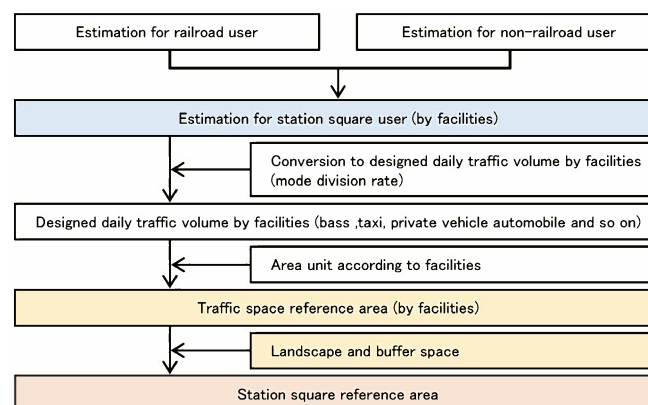 Estimation for railroad user
Estimation for non-railroad user
Estimation for station square user (by facilities)
Conversion to designed daily traffic volume by facilities
(mode division rate)
Designed daily traffic volume by facilities (bass ,taxi, private vehicle automobile and so on)
Area unit according to facilities
Traffic space reference area (by facilities)
Landscape and buffer space
Station square reference area